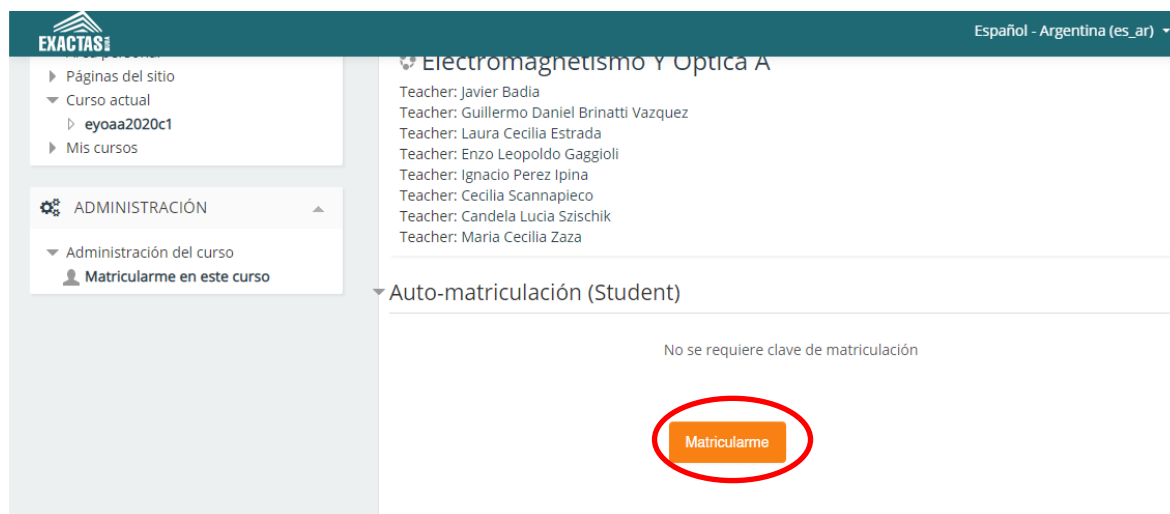 EXACTAS
Español - Argentina (es_ar)
Área personal
Páginas del sitio
Curso actual
eyoaa2020c1
Mis cursos
ADMINISTRACIÓN
Administración del curso
Matricularme en este curso
Electromagnetismo Y Optica A
Teacher: Javier Badia
Teacher: Guillermo Daniel Brinatti Vazquez
Teacher: Laura Cecilia Estrada
Teacher: Enzo Leopoldo Gaggioli
Teacher: Ignacio Perez Ipina
Teacher: Cecilia Scannapieco
Teacher: Candela Lucia Szischik
Teacher: Maria Cecilia Zaza
Auto-matriculación (Student)
No se requiere clave de matriculación
Matricularme